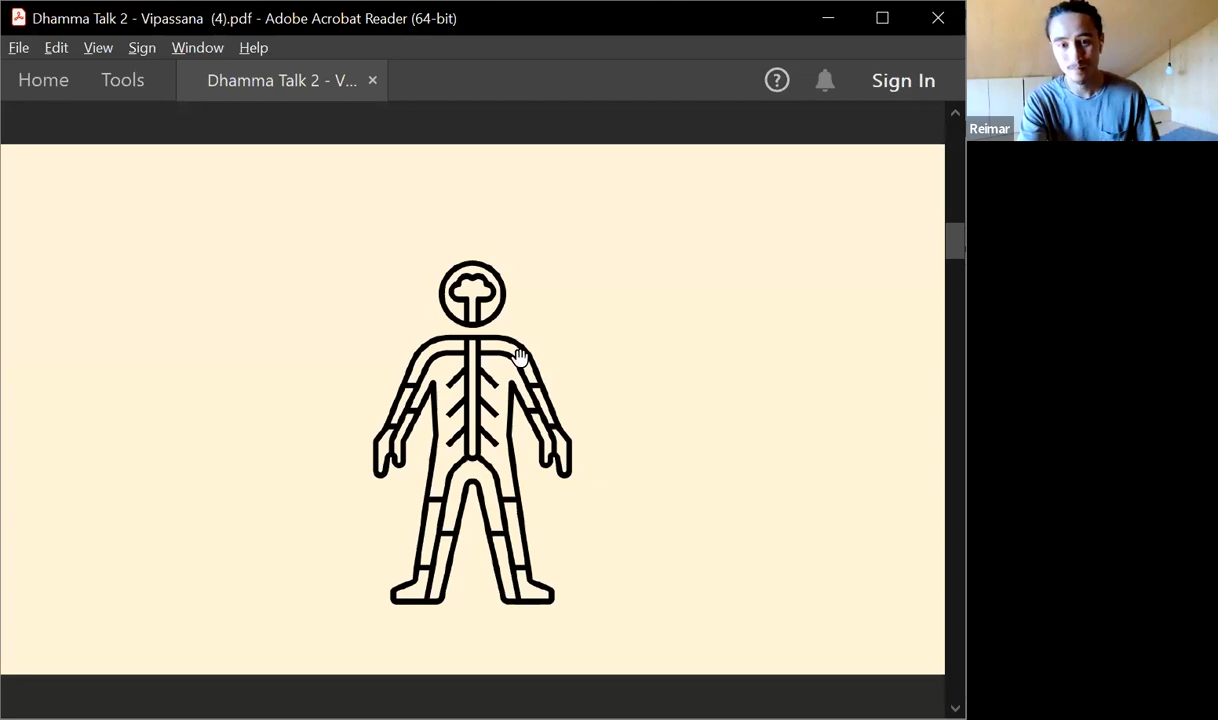 Dhamma Talk 2 - Vipassana  (4).pdf - Adobe Acrobat Reader (64-bit)
File Edit View Sign Window Help
Home Tools Dhamma Talk 2 - V... × ? Sign In
Reimar